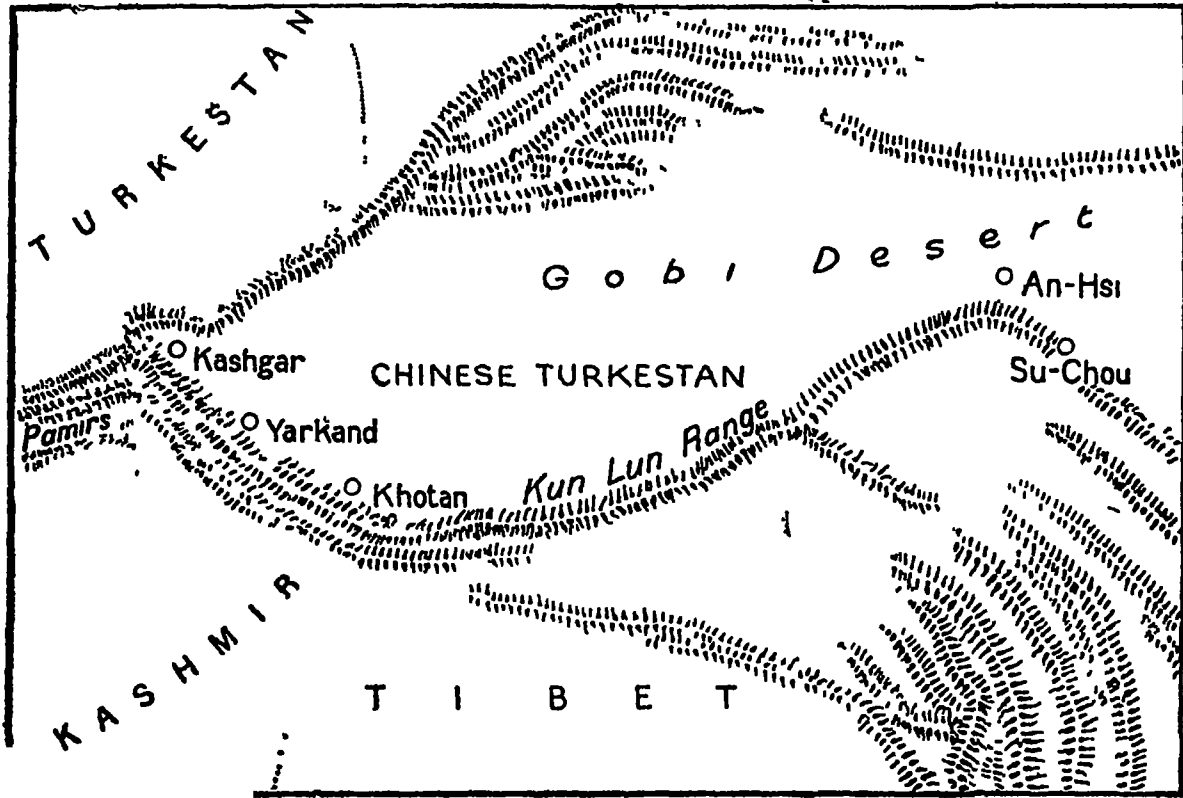 TURKESTAN
Gobi Desert
An-Hsi
Kashgar
CHINESE TURKESTAN
Su-Chou
Pamirs
Yarkand
Kun Lun Range
Khotan
KASHMIR
TIBET